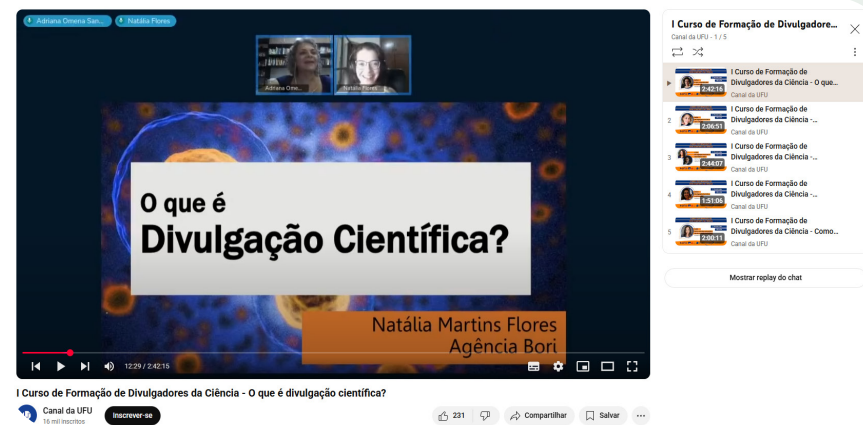 Adriana Omena San...
Natália Flores
Adriana Ome...
Natália Flores
O que é
Divulgação Científica?
Natália Martins Flores
Agência Bori
12:29 / 2:42:15
I Curso de Formação de Divulgadores da Ciência - O que é divulgação científica?
Canal da UFU
16 mil inscritos
Inscrever-se
231
Compartilhar
Salvar
I Curso de Formação de Divulgadore...
Canal da UFU - 1 / 5
2:42:16
I Curso de Formação de
Divulgadores da Ciência - O que...
Canal da UFU
2
2:06:51
I Curso de Formação de
Divulgadores da Ciência -...
Canal da UFU
3
2:44:07
I Curso de Formação de
Divulgadores da Ciência -...
Canal da UFU
4
1:51:06
I Curso de Formação de
Divulgadores da Ciência -...
Canal da UFU
5
2:00:11
I Curso de Formação de
Divulgadores da Ciência - Como...
Canal da UFU
Mostrar replay do chat